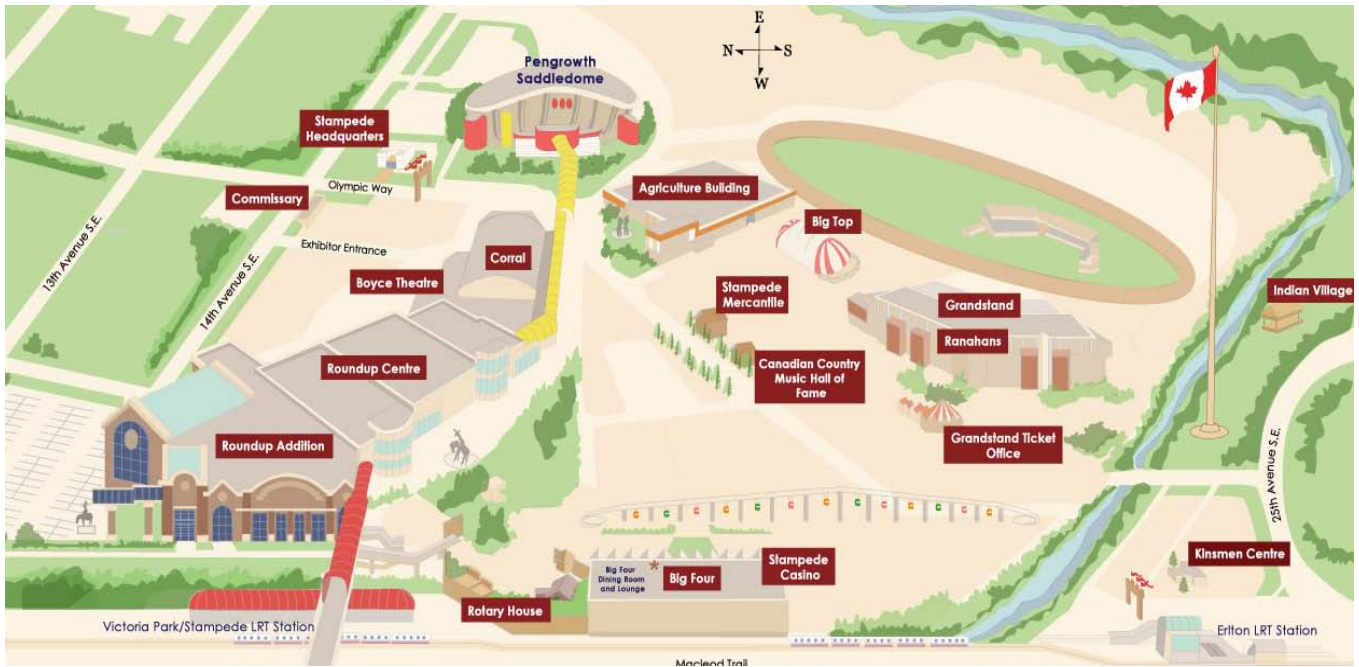 E
N
S
W
Pengrowth
Saddledome
Stampede
Headquarters
Commissary
Olympic Way
Exhibitor Entrance
13th Avenue S.E.
14th Avenue S.E.
Corral
Boyce Theatre
Roundup Centre
Roundup Addition
Agriculture Building
Big Top
Stampede
Mercantile
Canadian Country
Music Hall of
Fame
Grandstand
Ranahans
Grandstand Ticket
Office
Indian Village
25th Avenue S.E.
Kinsmen Centre
Stampede
Casino
Big Four
Big Four
Dining Room
and Lounge
Rotary House
Victoria Park/Stampede LRT Station
Erlton LRT Station
Macleod Trail